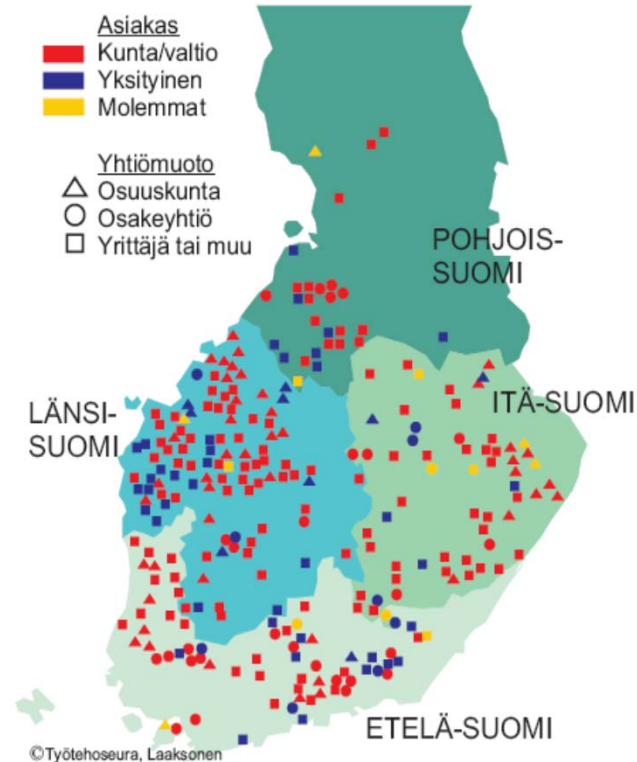 Asiakas
Kunta/valtio
Yksityinen
Molemmat
Yhtiömuoto
Osuuskunta
Osakeyhtiö
Yrittäjä tai muu
POHJOIS-
SUOMI
LÄNSI-
SUOMI
ITÄ-SUOMI
ETELÄ-SUOMI
©Työtehoseura, Laaksonen